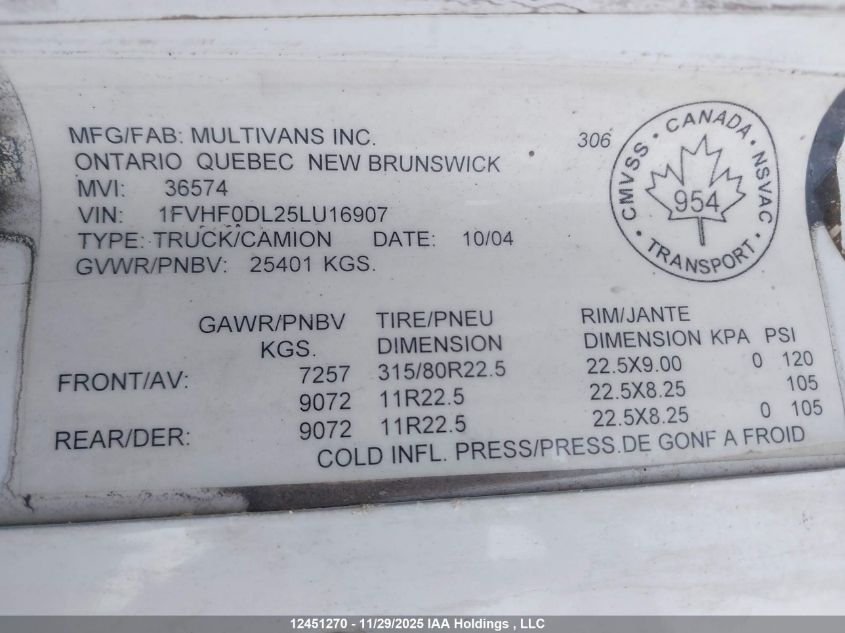 MFG/FAB: MULTIVANS INC.
ONTARIO QUEBEC NEW BRUNSWICK
MVI: 36574
VIN: 1FVHF0DL25LU16907
TYPE: TRUCK/CAMION DATE: 10/04
GVWR/PNBV: 25401 KGS.
306
CMVSS • CANADA • NSVAC • TRANSPORT •
954
GAWR/PNBV TIRE/PNEU RIM/JANTE
KGS. DIMENSION DIMENSION KPA PSI
FRONT/AV: 7257 315/80R22.5 22.5X9.00 0 120
9072 11R22.5 22.5X8.25 105
REAR/DER: 9072 11R22.5 22.5X8.25 0 105
COLD INFL. PRESS/PRESS.DE GONF A FROID
12451270 - 11/29/2025 IAA Holdings , LLC